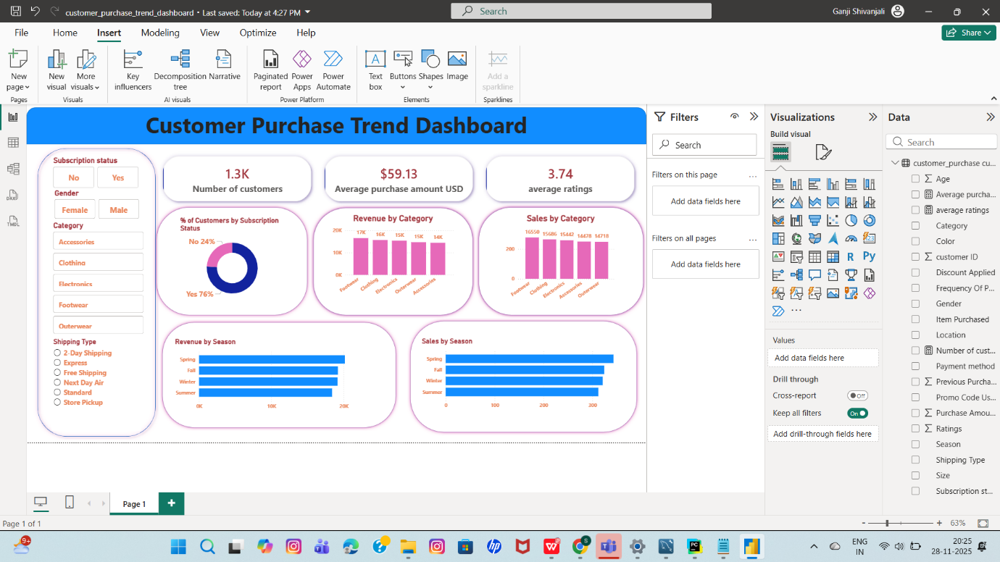 customer_purchase_trend_dashboard • Last saved: Today at 4:27 PM
Search
Ganji Shivanjali
File Home Insert Modeling View Optimize Help
Share
New page
New visual
More visuals
Key influencers
Decomposition tree
Narrative
Paginated report
Power Apps
Power Automate
Text box
Buttons
Shapes
Image
Add a sparkline
Pages Visuals AI visuals Power Platform Elements Sparklines
Customer Purchase Trend Dashboard
Subscription status
No Yes
Gender
Female Male
Category
Accessories
Clothing
Electronics
Footwear
Outerwear
Shipping Type
2-Day Shipping
Express
Free Shipping
Next Day Air
Standard
Store Pickup
1.3K
Number of customers
$59.13
Average purchase amount USD
3.74
average ratings
% of Customers by Subscription
Status
No 24%
Yes 76%
Revenue by Category
20K
10K
0K
17K 16K 15K 15K 14K
Footwear Clothing Electronics Outerwear Accessories
Sales by Category
200
0
16550 15686 15442 14478 14718
Footwear Clothing Electronics Accessories Outerwear
Revenue by Season
Spring
Fall
Winter
Summer
0K 10K 20K
Sales by Season
Spring
Fall
Winter
Summer
0 100 200 300
Filters
Search
Filters on this page ...
Add data fields here
Filters on all pages ...
Add data fields here
Visualizations
Build visual
R Py
Values
Add data fields here
Drill through
Cross-report Off
Keep all filters On
Add drill-through fields here
Data
Search
customer_purchase cu...
Age
Average purcha...
average ratings
Category
Color
customer ID
Discount Applied
Frequency Of P...
Gender
Item Purchased
Location
Number of cust...
Payment method
Previous Purcha...
Promo Code Us...
Purchase Amou...
Ratings
Season
Shipping Type
Size
Subscription st...
DAX
TMDL
Page 1
Page 1 of 1
- + 63%
9+
ENG
IN
20:25
28-11-2025